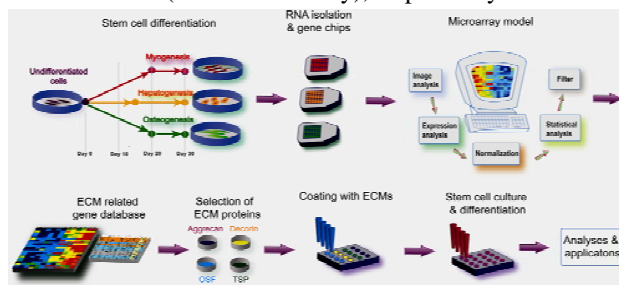 Stem cell differentiation
RNA isolation
& gene chips
Microarray model
Undifferentiated
cells
Myogenesis
Hepatogenesis
Osteogenesis
Day 0 Day 10 Day 20 Day 30
Image
analysis
Expression
analysis
Normalization
Statistical
analysis
Filter
ECM related
gene database
Selection of
ECM proteins
Aggrecan Decorin
OSF TSP
Coating with ECMs
Stem cell culture
& differentiation
Analyses &
applicatons